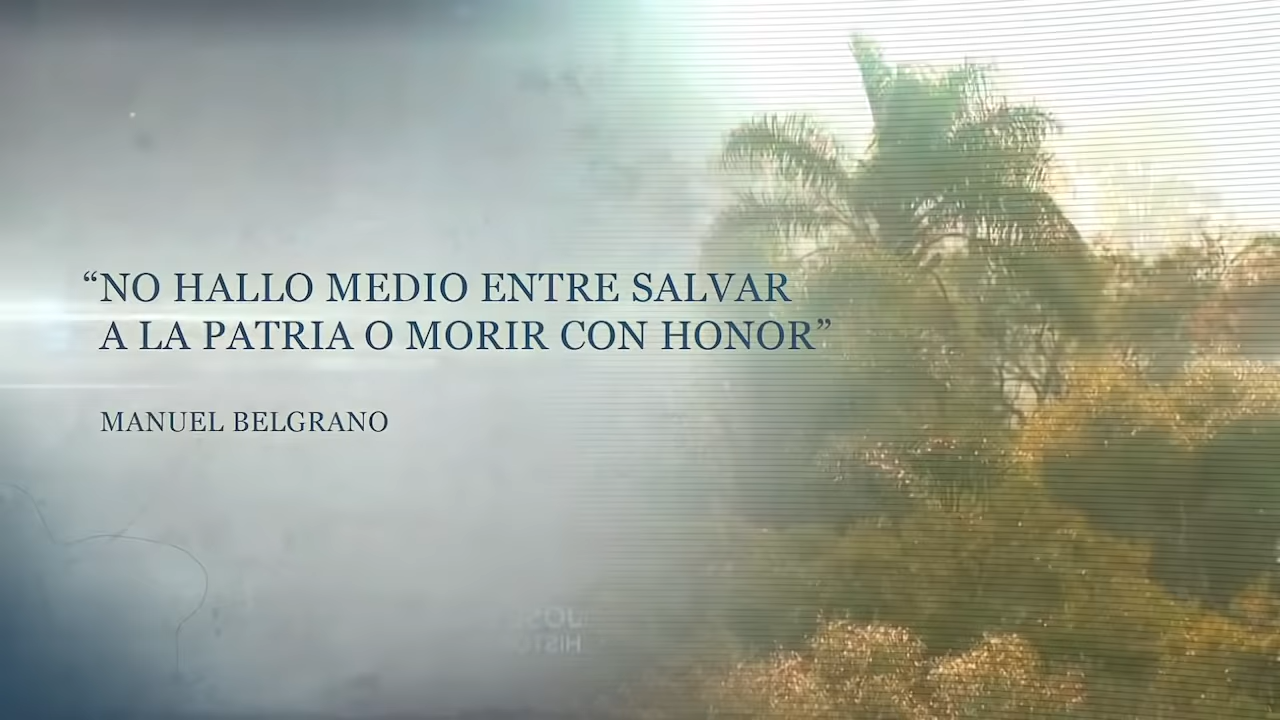 “NO HALLO MEDIO ENTRE SALVAR
A LA PATRIA O MORIR CON HONOR”
MANUEL BELGRANO